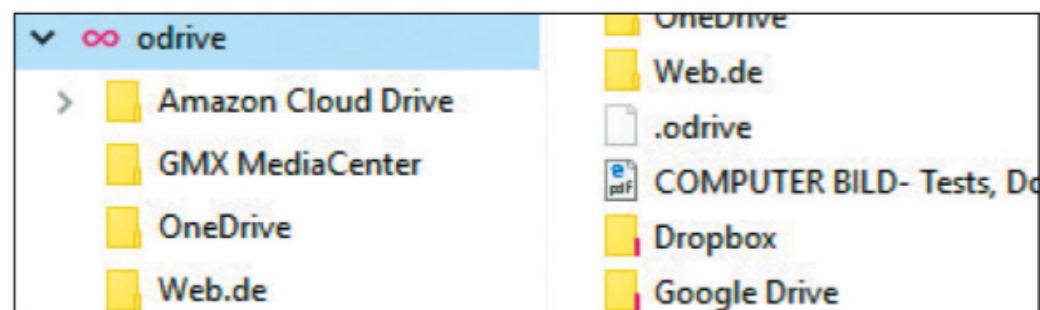 odrive
Amazon Cloud Drive
GMX MediaCenter
OneDrive
Web.de
OneDrive
Web.de
.odrive
COMPUTER BILD- Tests, Do
Dropbox
Google Drive